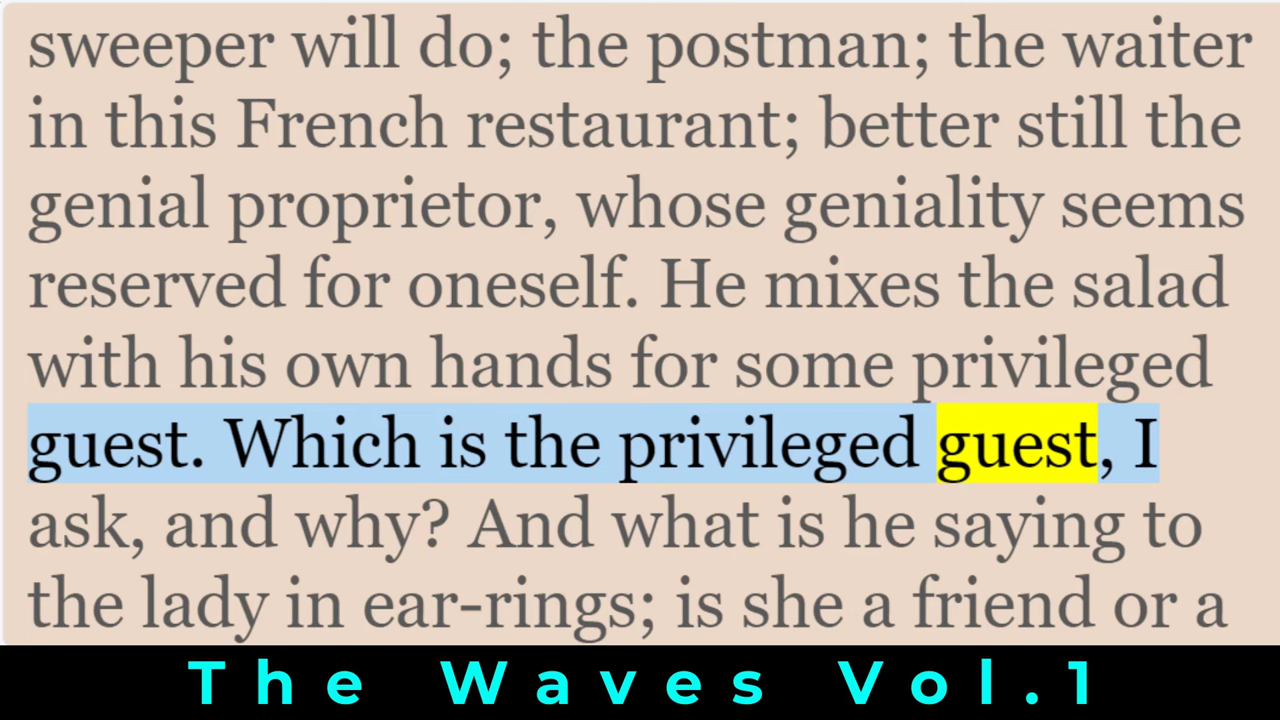 sweeper will do; the postman; the waiter
in this French restaurant; better still the
genial proprietor, whose geniality seems
reserved for oneself. He mixes the salad
with his own hands for some privileged
guest. Which is the privileged guest, I
ask, and why? And what is he saying to
the lady in ear-rings; is she a friend or a
The Waves Vol.1